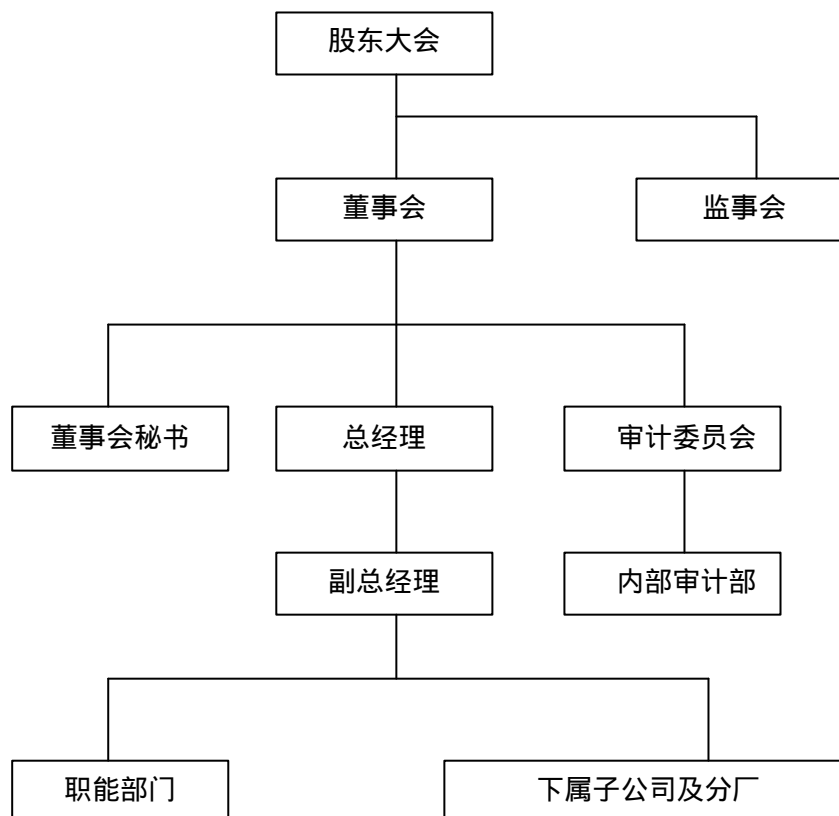 股东大会
董事会
监事会
董事会秘书
总经理
审计委员会
副总经理
内部审计部
职能部门
下属子公司及分厂